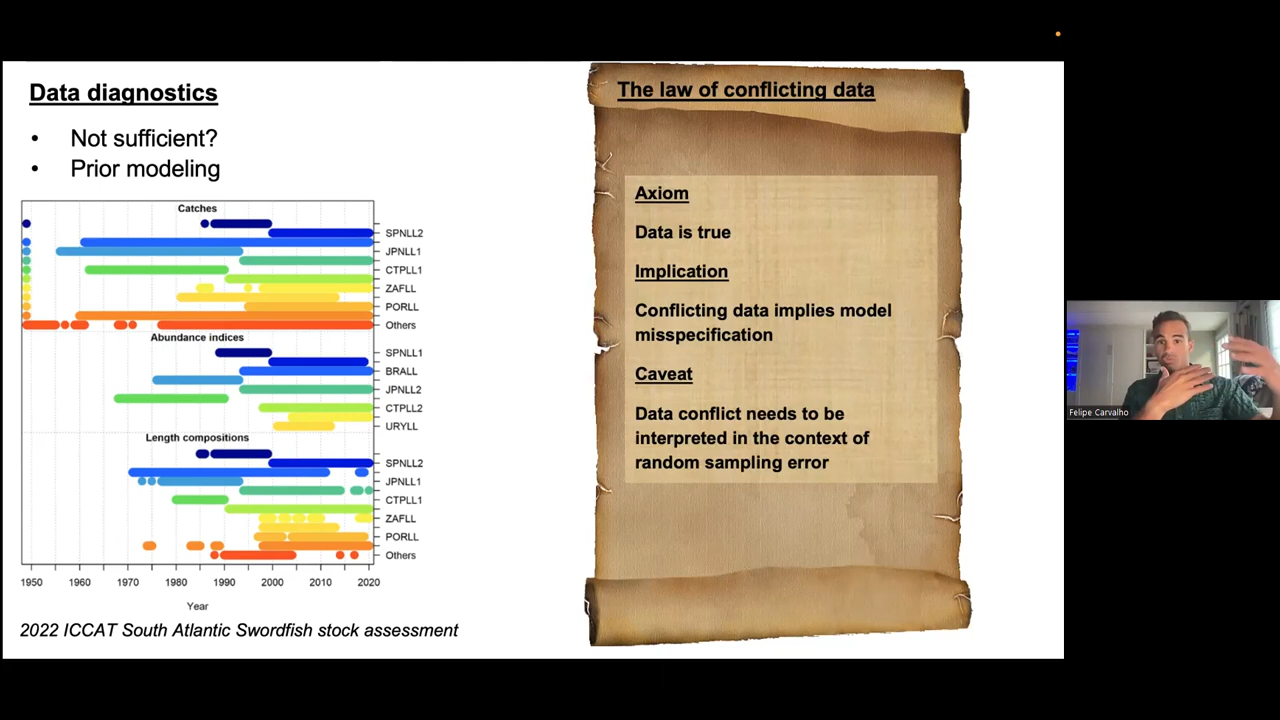 Data diagnostics
• Not sufficient?
• Prior modeling
Catches
SPNLL2
JPNLL1
CTPLL1
ZAFLL
PORLL
Others
Abundance indices
SPNLL1
BRALL
JPNLL2
CTPLL2
URYLL
Length compositions
SPNLL2
JPNLL1
CTPLL1
ZAFLL
PORLL
Others
1950 1960 1970 1980 1990 2000 2010 2020
Year
2022 ICCAT South Atlantic Swordfish stock assessment
The law of conflicting data
Axiom
Data is true
Implication
Conflicting data implies model
misspecification
Caveat
Data conflict needs to be
interpreted in the context of
random sampling error
Felipe Carvalho